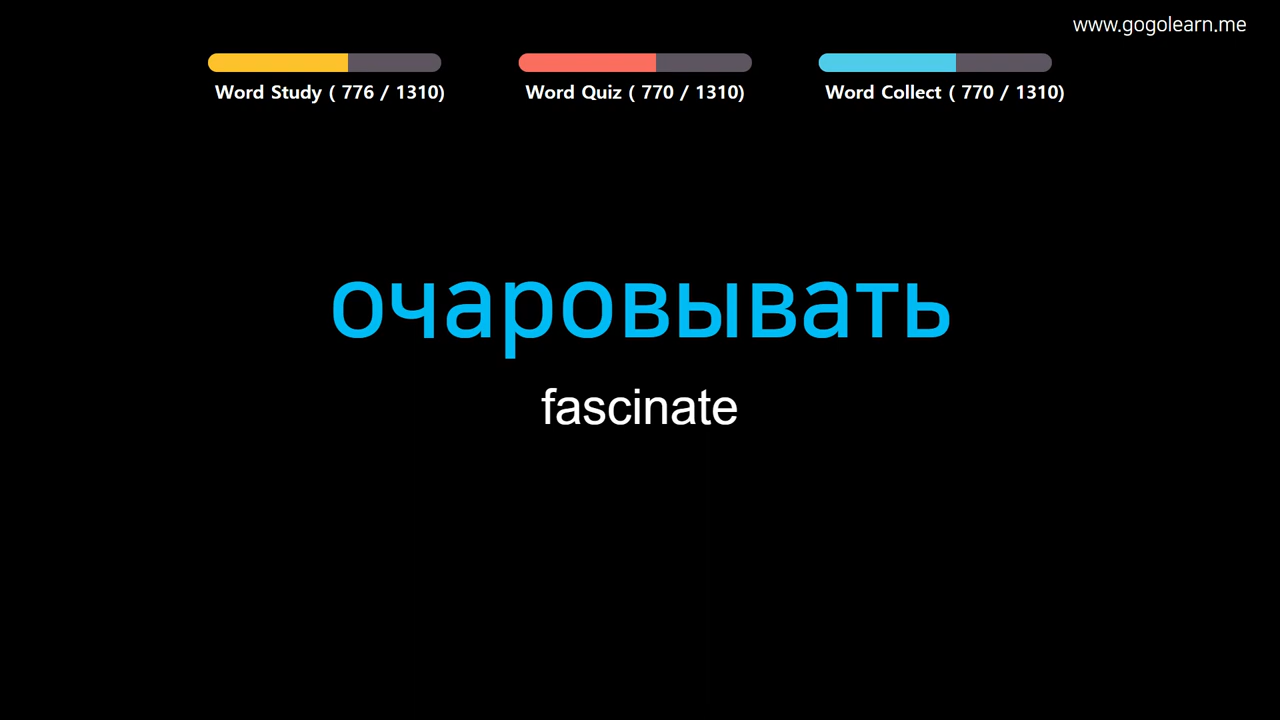 www.gogolearn.me
Word Study ( 776 / 1310)
Word Quiz ( 770 / 1310)
Word Collect ( 770 / 1310)
очаровывать
fascinate